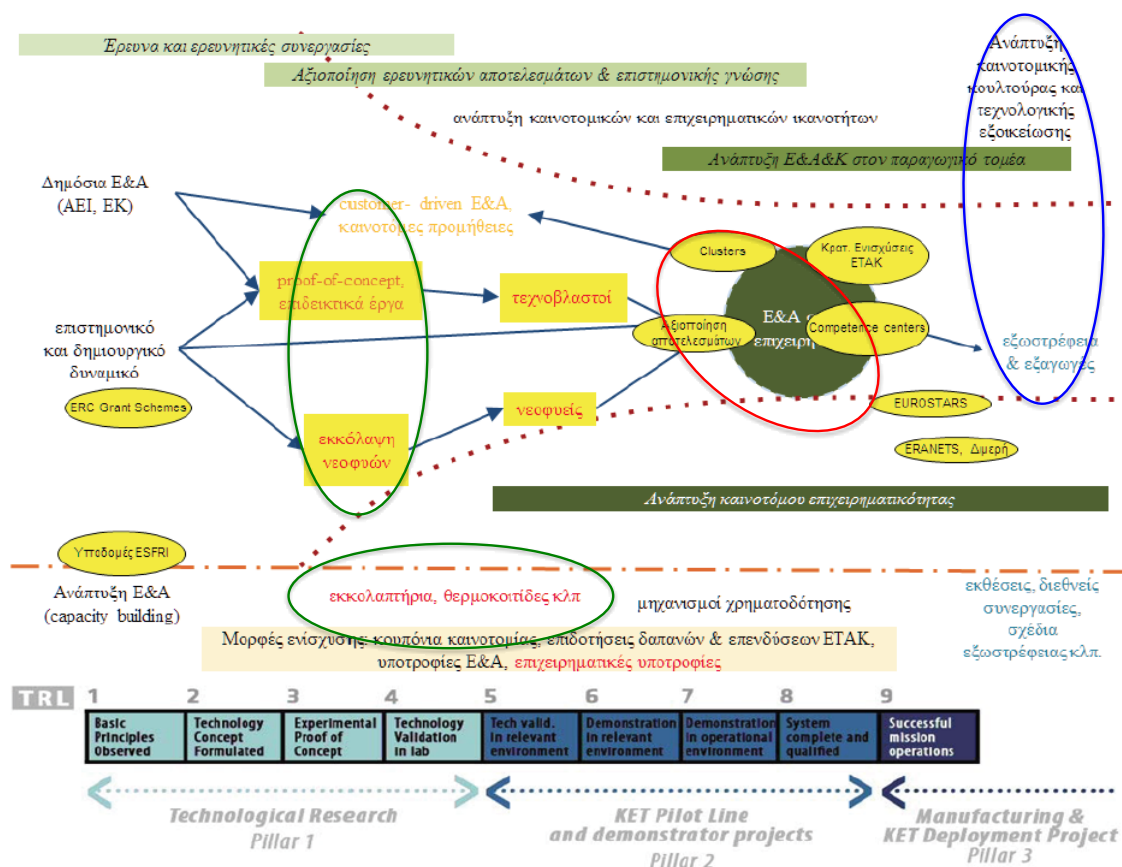 Έρευνα και ερευνητικές συνεργασίες
Αξιοποίηση ερευνητικών αποτελεσμάτων & επιστημονικής γνώσης
Ανάπτυξη
καινοτομικής
κουλτούρας και
τεχνολογικής
εξοικείωσης
ανάπτυξη καινοτομικών και επιχειρηματικών ικανοτήτων
Ανάπτυξη Ε&Α&Κ στον παραγωγικό τομέα
Δημόσια Ε&Α
(ΑΕΙ, ΕΚ)
customer- driven Ε&Α,
καινοτόμες προμήθειες
Clusters
Κρατ. Ενισχύσεις
ΕΤΑΚ
proof-of-concept,
επιδεικτικά έργα
τεχνοβλαστοί
επιστημονικό
και δημιουργικό
δυναμικό
Αξιοποίηση
αποτελεσμάτων
Ε&Α
Competence centers
εξωστρέφεια
& εξαγωγές
ERC Grant Schemes
νεοφυείς
EUROSTARS
εκκόλαψη
νεοφυών
ERANETS, Διμερή
Ανάπτυξη καινοτόμου επιχειρηματικότητας
Υποδομές ESFRI
Ανάπτυξη Ε&Α
(capacity building)
εκκολαπτήρια, θερμοκοιτίδες κλπ
μηχανισμοί χρηματοδότησης
εκθέσεις, διεθνείς
συνεργασίες,
σχέδια
εξωστρέφειας κλπ.
Μορφές ενίσχυσης: κουπόνια καινοτομίας, επιδοτήσεις δαπανών & επενδύσεων ΕΤΑΚ,
υποτροφίες Ε&Α, επιχειρηματικές υποτροφίες
TRL 1 2 3 4 5 6 7 8 9
Basic
Principles
Observed
Technology
Concept
Formulated
Experimental
Proof of
Concept
Technology
Validation
in lab
Tech valid.
in relevant
environment
Demonstration
in relevant
environment
Demonstration
in operational
environment
System
complete and
qualified
Successful
mission
operations
Technological Research
Pillar 1
KET Pilot Line
and demonstrator projects
Pillar 2
Manufacturing &
KET Deployment Project
Pillar 3